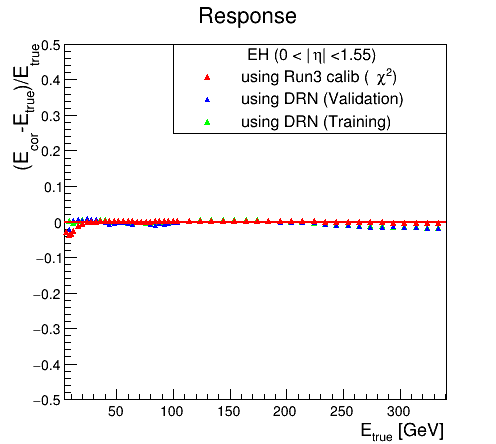 Response
(E_cor -E_true)/E_true
EH (0 < |η| <1.55)
using Run3 calib ( χ²)
using DRN (Validation)
using DRN (Training)
0.5
0.4
0.3
0.2
0.1
0
−0.1
−0.2
−0.3
−0.4
−0.5
50 100 150 200 250 300
E_true [GeV]